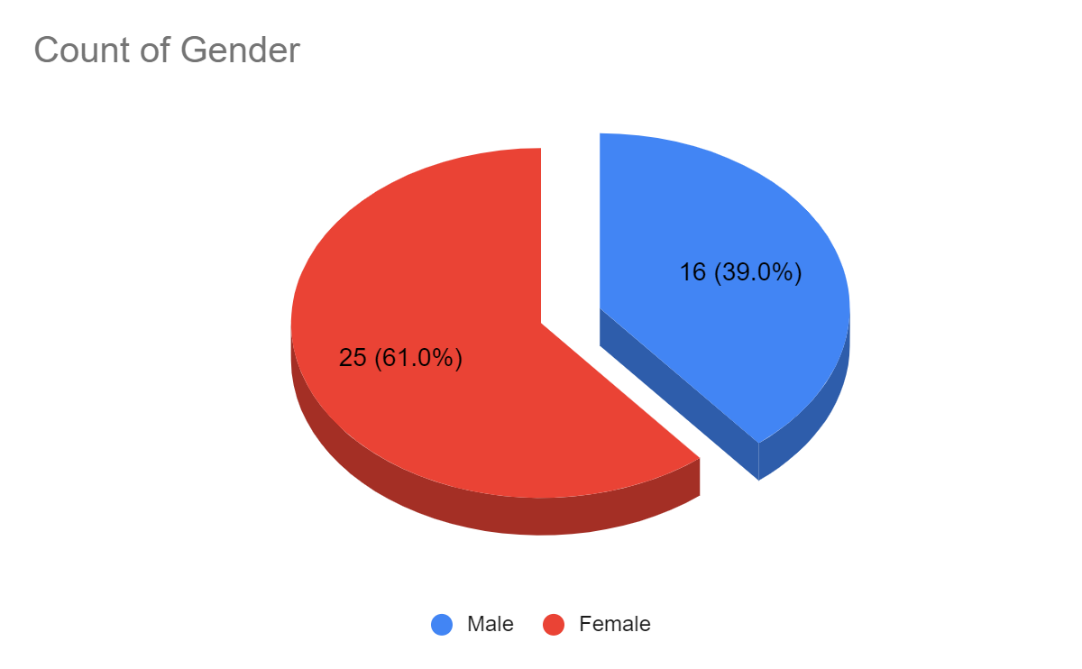 Count of Gender
16 (39.0%)
25 (61.0%)
Male
Female